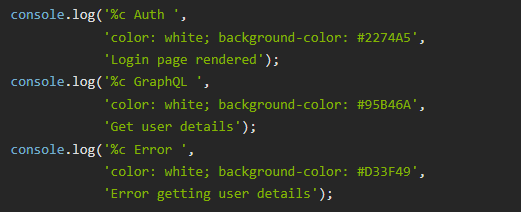 console.log('%c Auth ',
            'color: white; background-color: #2274A5',
            'Login page rendered');
console.log('%c GraphQL ',
            'color: white; background-color: #95B46A',
            'Get user details');
console.log('%c Error ',
            'color: white; background-color: #D33F49',
            'Error getting user details');